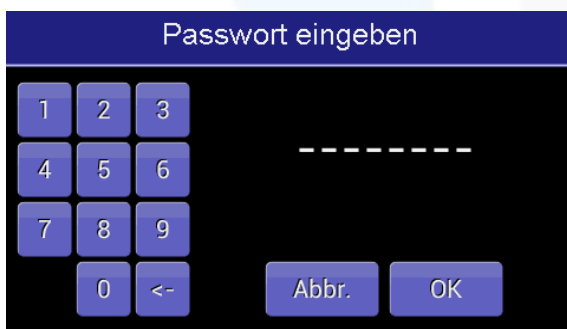 Passwort eingeben
1 2 3
--------
4 5 6
7 8 9
0 <- Abbr. OK